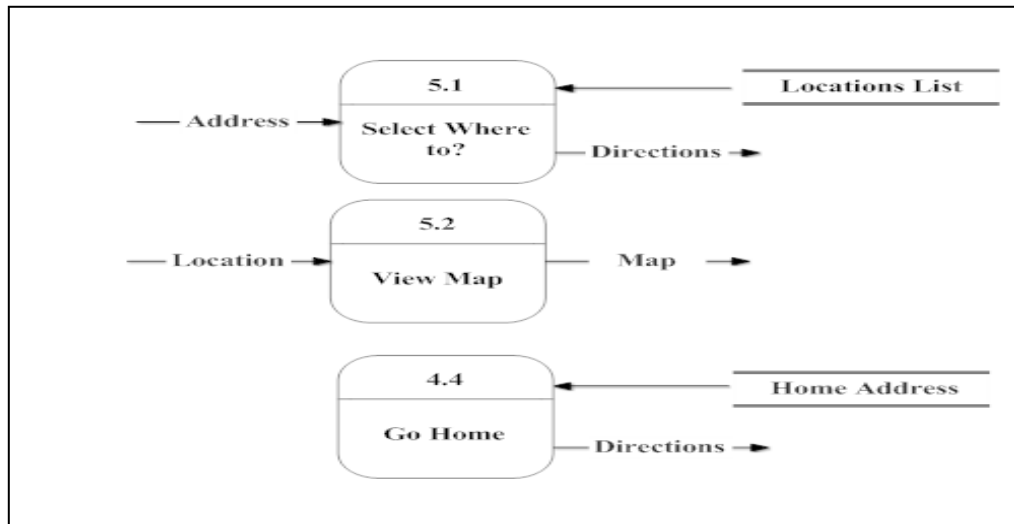 5.1
Locations List
Address
Select Where
to?
Directions
5.2
Location
View Map
Map
4.4
Home Address
Go Home
Directions